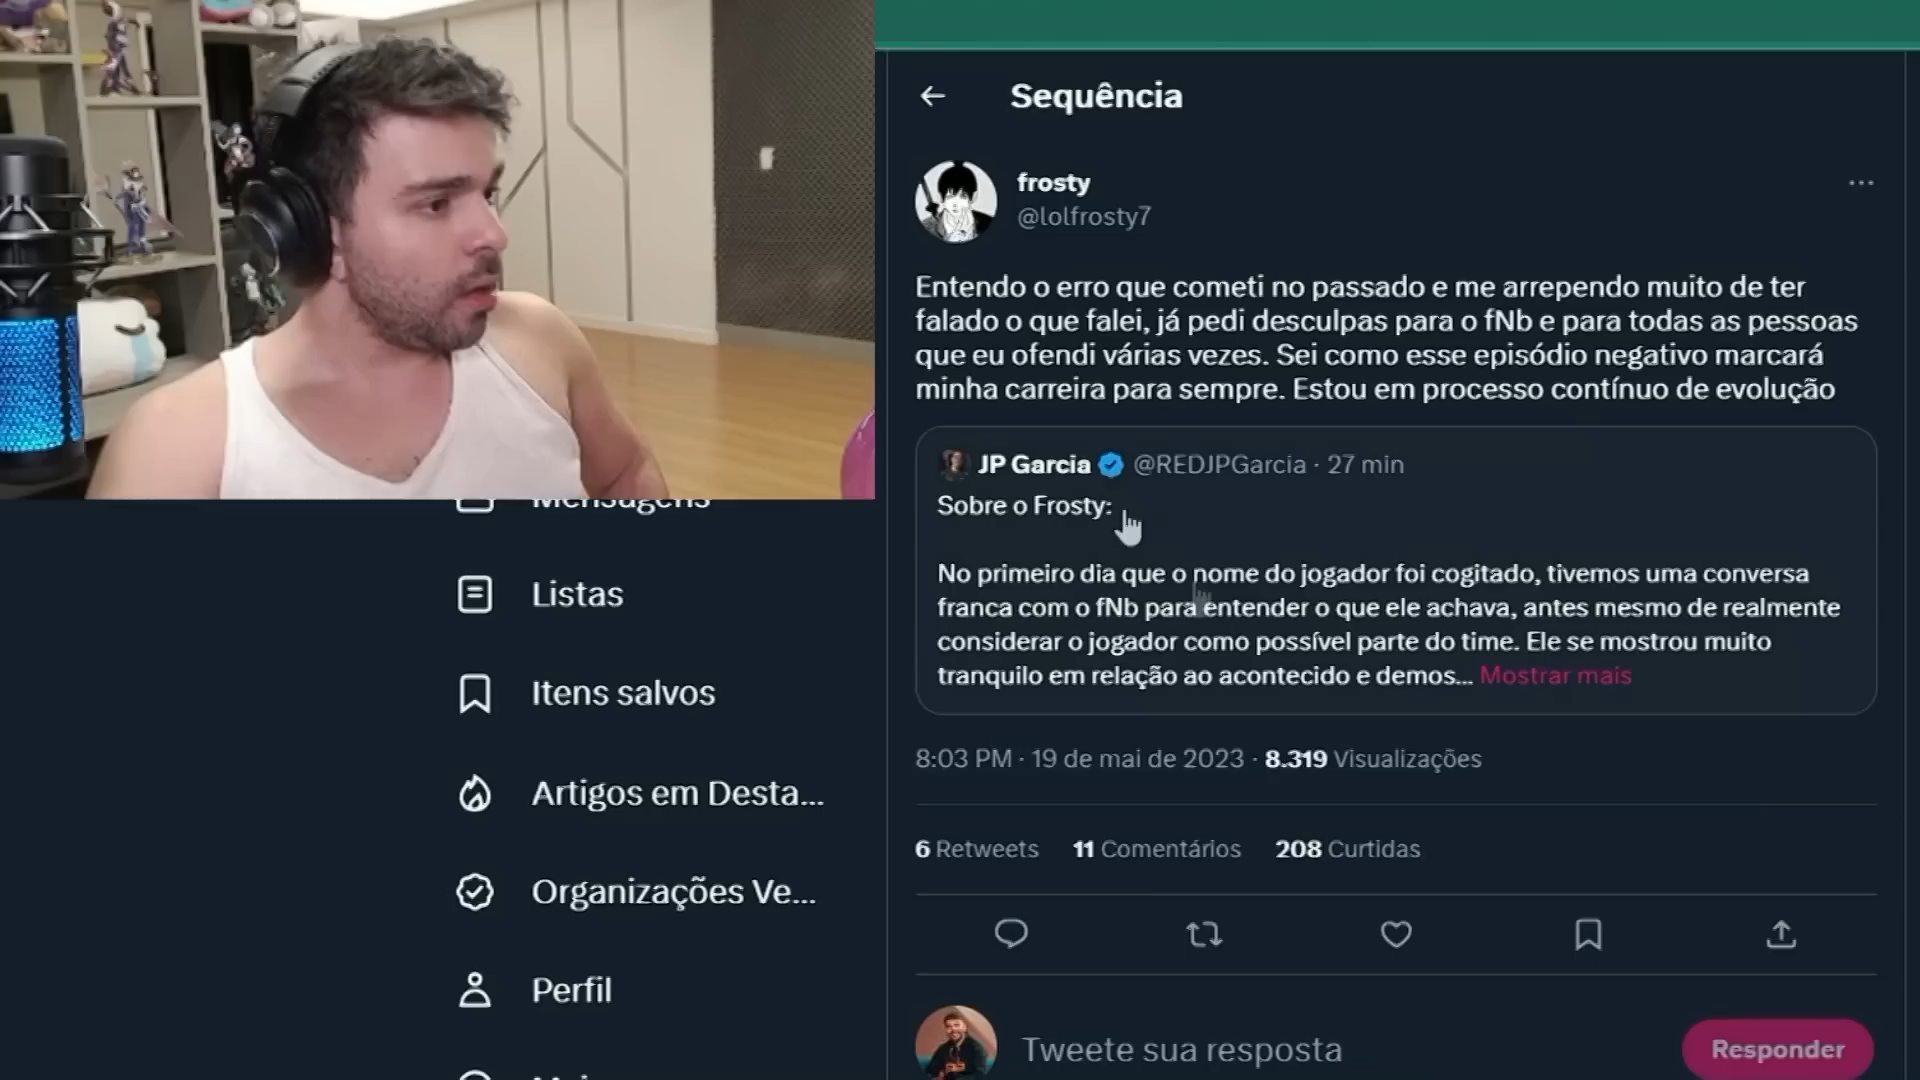 Sequência
frosty
@lolfrosty7
Entendo o erro que cometi no passado e me arrependo muito de ter
falado o que falei, já pedi desculpas para o fNb e para todas as pessoas
que eu ofendi várias vezes. Sei como esse episódio negativo marcará
minha carreira para sempre. Estou em processo contínuo de evolução
JP Garcia @REDJPGarcia · 27 min
Sobre o Frosty:
No primeiro dia que o nome do jogador foi cogitado, tivemos uma conversa
franca com o fNb para entender o que ele achava, antes mesmo de realmente
considerar o jogador como possível parte do time. Ele se mostrou muito
tranquilo em relação ao acontecido e demos... Mostrar mais
8:03 PM · 19 de mai de 2023 · 8.319 Visualizações
6 Retweets 11 Comentários 208 Curtidas
Tweete sua resposta
Responder
Mensagens
Listas
Itens salvos
Artigos em Desta...
Organizações Ve...
Perfil